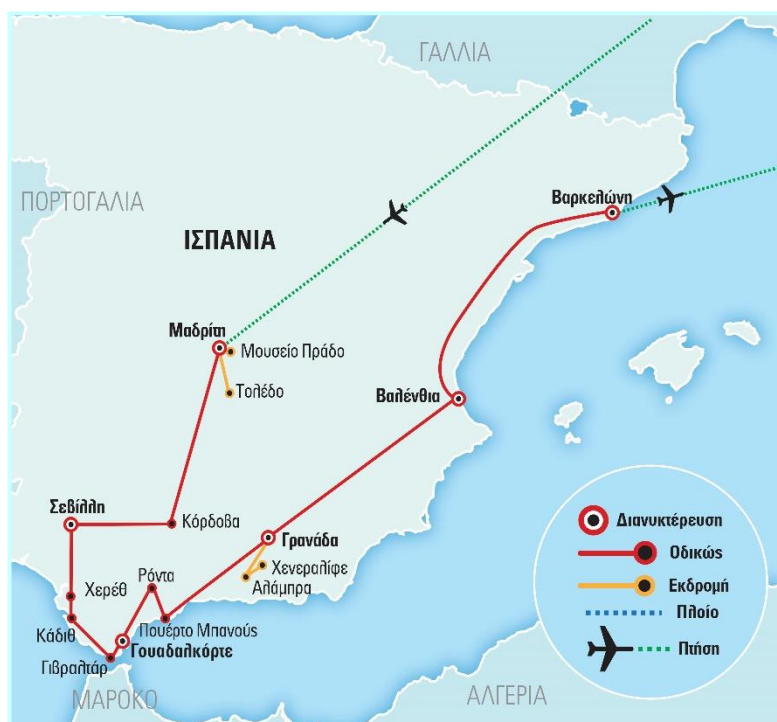 ΓΑΛΛΙΑ
ΠΟΡΤΟΓΑΛΙΑ
Βαρκελώνη
ΙΣΠΑΝΙΑ
Μαδρίτη
Μουσείο Πράδο
Τολέδο
Βαλένθια
Σεβίλλη
Κόρδοβα
Γρανάδα
Χενεραλίφε
Αλάμπρα
Ρόντα
Χερέθ
Κάδιθ
Πουέρτο Μπανούς
Γουαδαλκόρτε
Γιβραλτάρ
ΜΑΡΟΚΟ
ΑΛΓΕΡΙΑ
Διανυκτέρευση
Οδικώς
Εκδρομή
Πλοίο
Πτήση